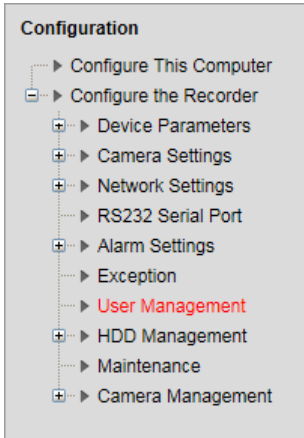 Configuration
Configure This Computer
Configure the Recorder
Device Parameters
Camera Settings
Network Settings
RS232 Serial Port
Alarm Settings
Exception
User Management
HDD Management
Maintenance
Camera Management